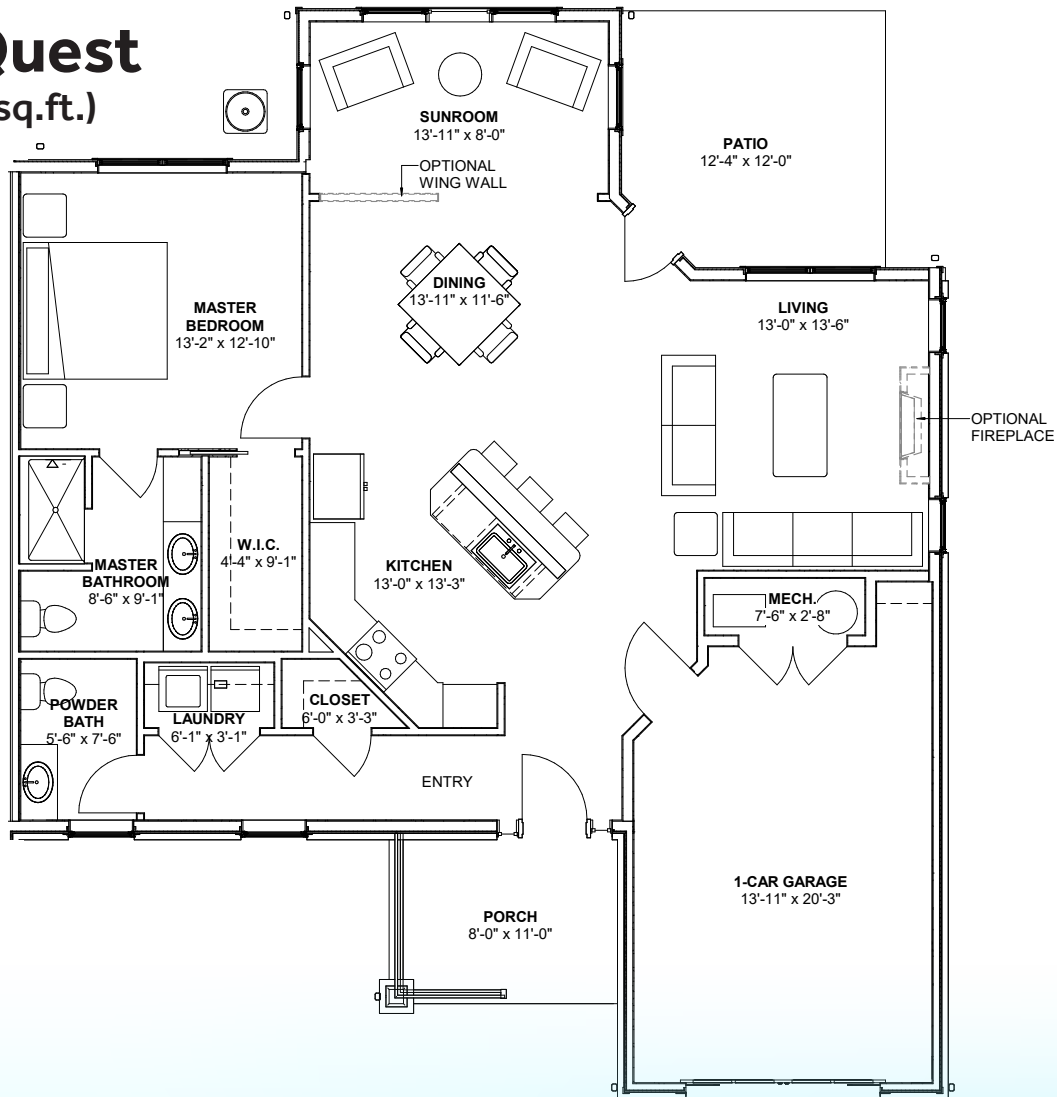 Quest
sq.ft.)
SUNROOM
13'-11" x 8'-0"
OPTIONAL
WING WALL
PATIO
12'-4" x 12'-0"
DINING
13'-11" x 11'-6"
MASTER
BEDROOM
13'-2" x 12'-10"
LIVING
13'-0" x 13'-6"
OPTIONAL
FIREPLACE
W.I.C.
4'-4" x 9'-1"
MASTER
BATHROOM
8'-6" x 9'-1"
KITCHEN
13'-0" x 13'-3"
MECH.
7'-6" x 2'-8"
POWDER
BATH
5'-6" x 7'-6"
LAUNDRY
6'-1" x 3'-1"
CLOSET
6'-0" x 3'-3"
ENTRY
1-CAR GARAGE
13'-11" x 20'-3"
PORCH
8'-0" x 11'-0"